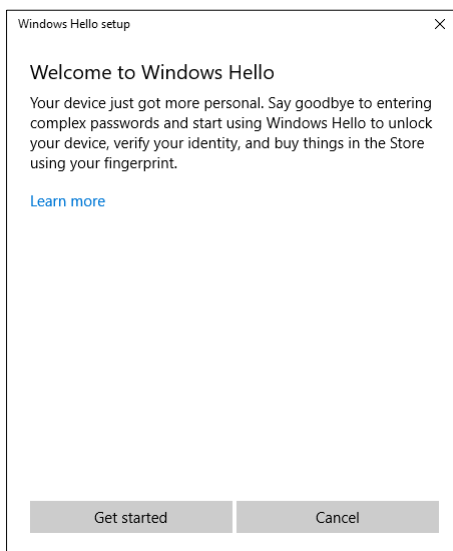 Windows Hello setup
Welcome to Windows Hello
Your device just got more personal. Say goodbye to entering
complex passwords and start using Windows Hello to unlock
your device, verify your identity, and buy things in the Store
using your fingerprint.
Learn more
Get started
Cancel